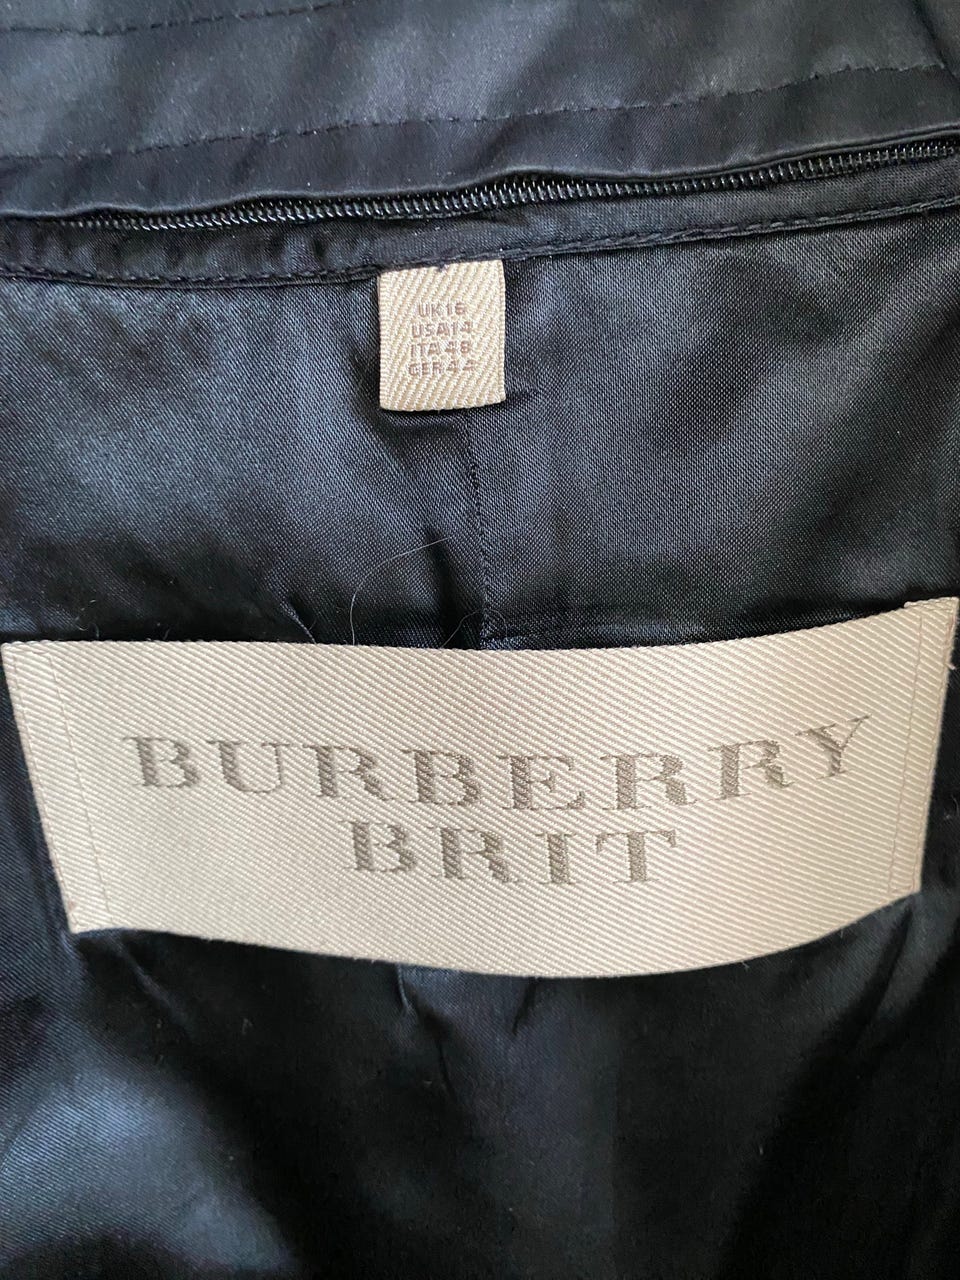 UK16
USA14
ITA48
GER44
BURBERRY
BRIT